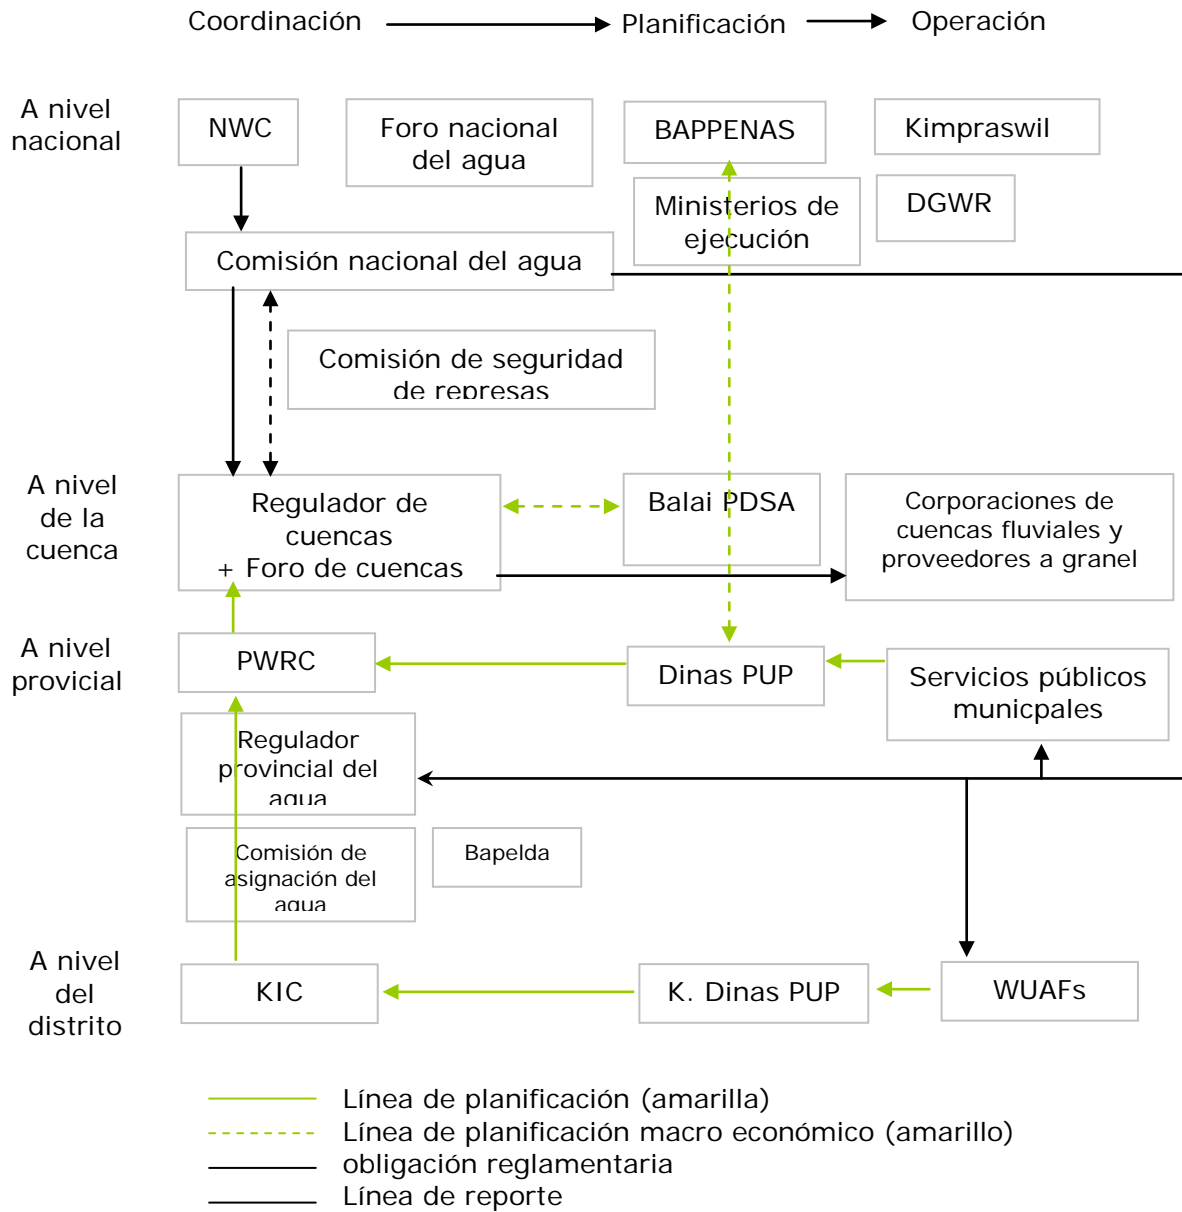 Coordinación
Planificación
Operación
A nivel
nacional
NWC
Foro nacional
del agua
BAPPENAS
Kimpraswil
Ministerios de
ejecución
DGWR
Comisión nacional del agua
Comisión de seguridad
de represas
A nivel
de la
cuenca
Regulador de
cuencas
+ Foro de cuencas
Balai PDSA
Corporaciones de
cuencas fluviales y
proveedores a granel
A nivel
provicial
PWRC
Dinas PUP
Servicios públicos
municpales
Regulador
provincial del
agua
Comisión de
asignación del
agua
Bapelda
A nivel
del
distrito
KIC
K. Dinas PUP
WUAFs
Línea de planificación (amarilla)
Línea de planificación macro económico (amarillo)
obligación reglamentaria
Línea de reporte